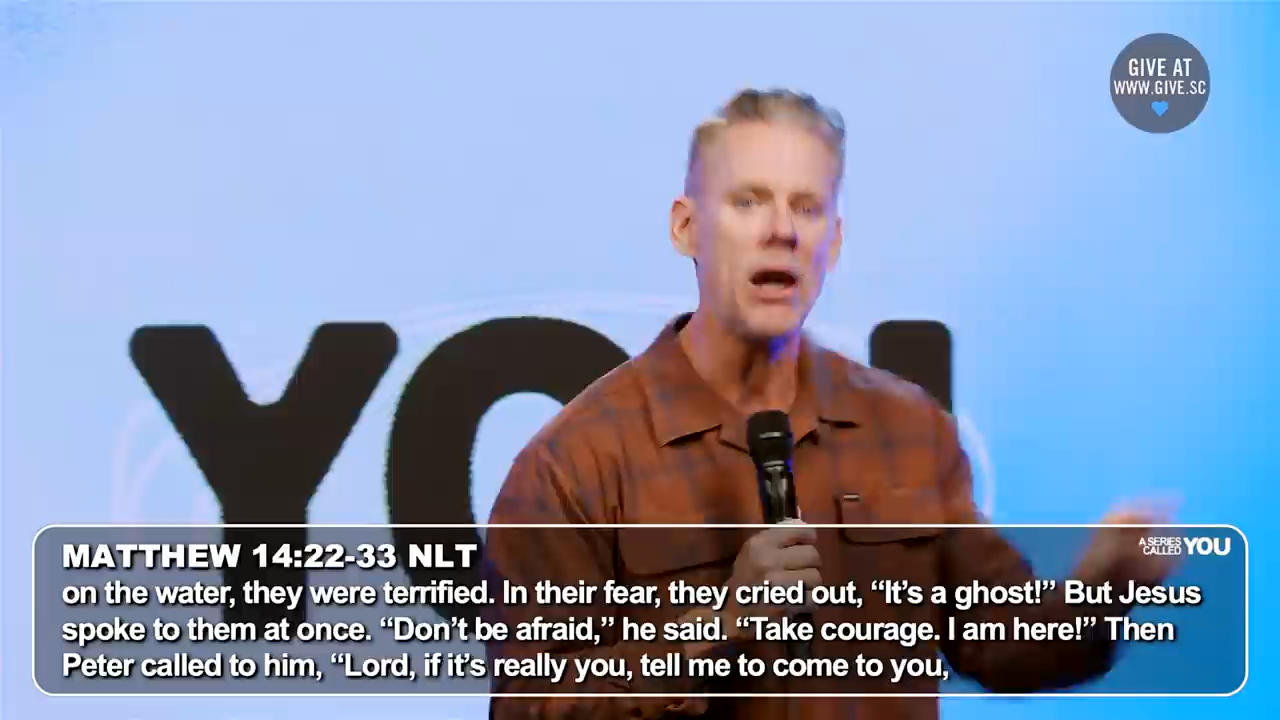 GIVE AT
WWW.GIVE.SC
YOU
MATTHEW 14:22-33 NLT
A SERIES
CALLED YOU
on the water, they were terrified. In their fear, they cried out, “It’s a ghost!” But Jesus
spoke to them at once. “Don’t be afraid,” he said. “Take courage. I am here!” Then
Peter called to him, “Lord, if it’s really you, tell me to come to you,